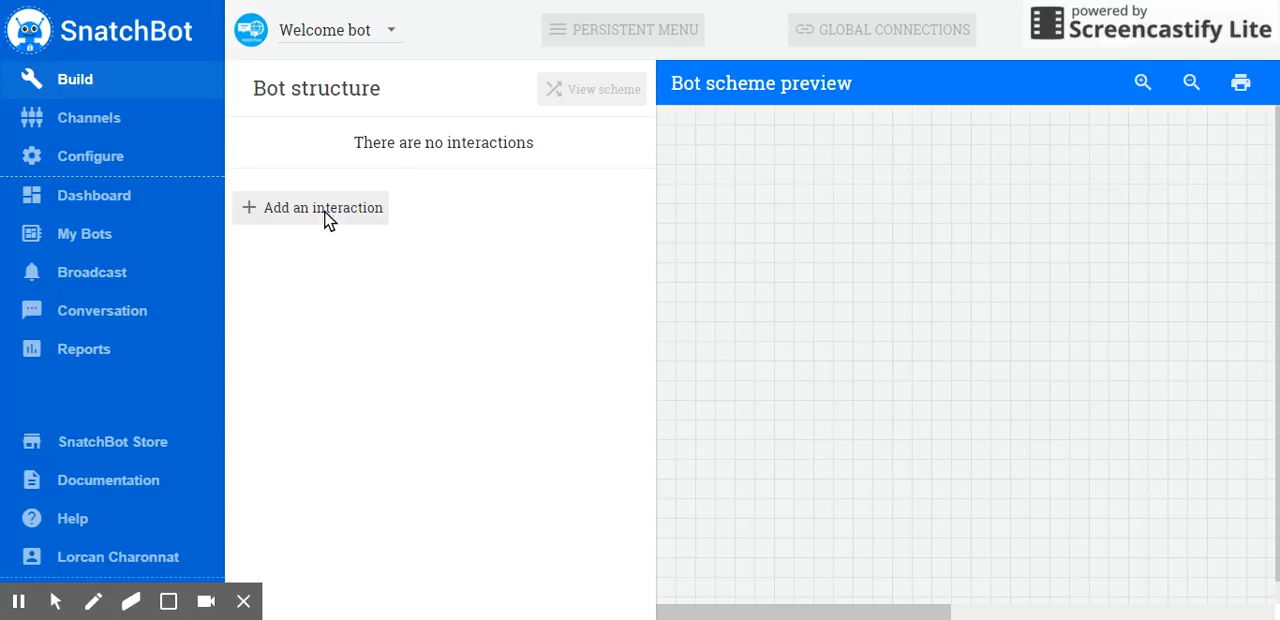 SnatchBot
Build
Channels
Configure
Dashboard
My Bots
Broadcast
Conversation
Reports
SnatchBot Store
Documentation
Help
Lorcan Charonnat
Welcome bot
PERSISTENT MENU
GLOBAL CONNECTIONS
powered by
Screencastify Lite
Bot structure
View scheme
There are no interactions
Add an interaction
Bot scheme preview